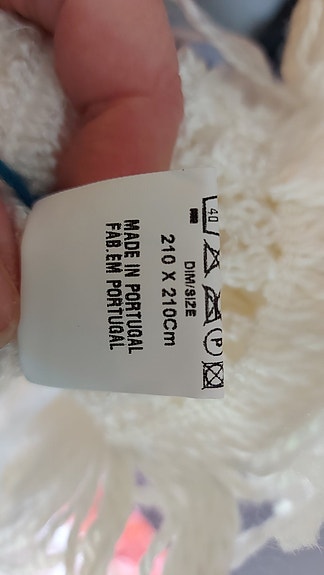 40 P
DIM/SIZE
210 X 210Cm
MADE IN PORTUGAL
FAB.EM PORTUGAL